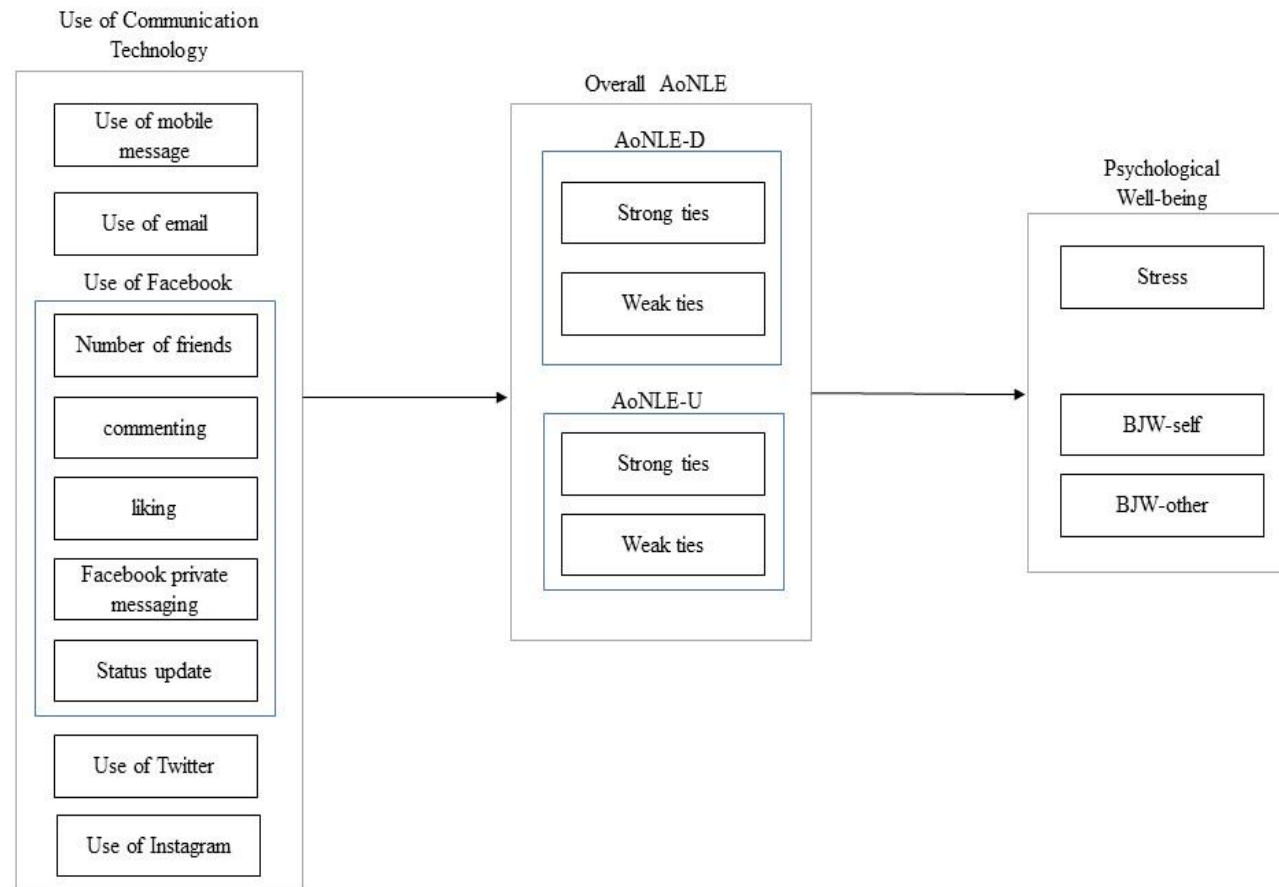 Use of Communication
Technology
Use of mobile
message
Use of email
Use of Facebook
Number of friends
commenting
liking
Facebook private
messaging
Status update
Use of Twitter
Use of Instagram
Overall AoNLE
AoNLE-D
Strong ties
Weak ties
AoNLE-U
Strong ties
Weak ties
Psychological
Well-being
Stress
BJW-self
BJW-other